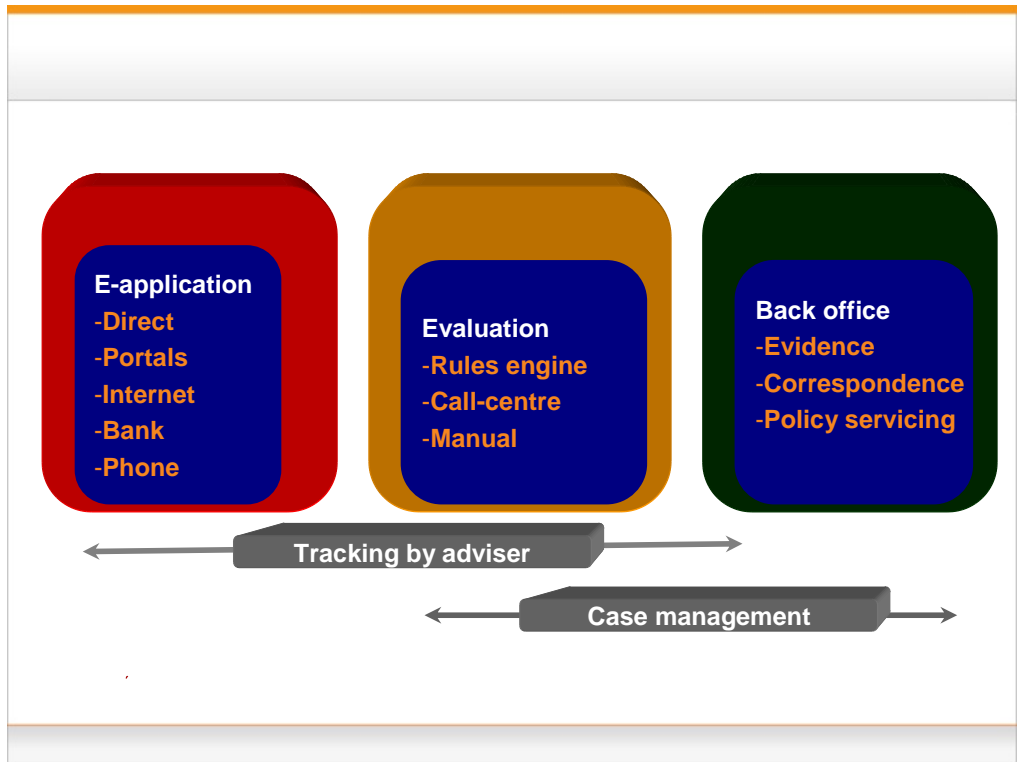 E-application
-Direct
-Portals
-Internet
-Bank
-Phone
Evaluation
-Rules engine
-Call-centre
-Manual
Back office
-Evidence
-Correspondence
-Policy servicing
Tracking by adviser
Case management